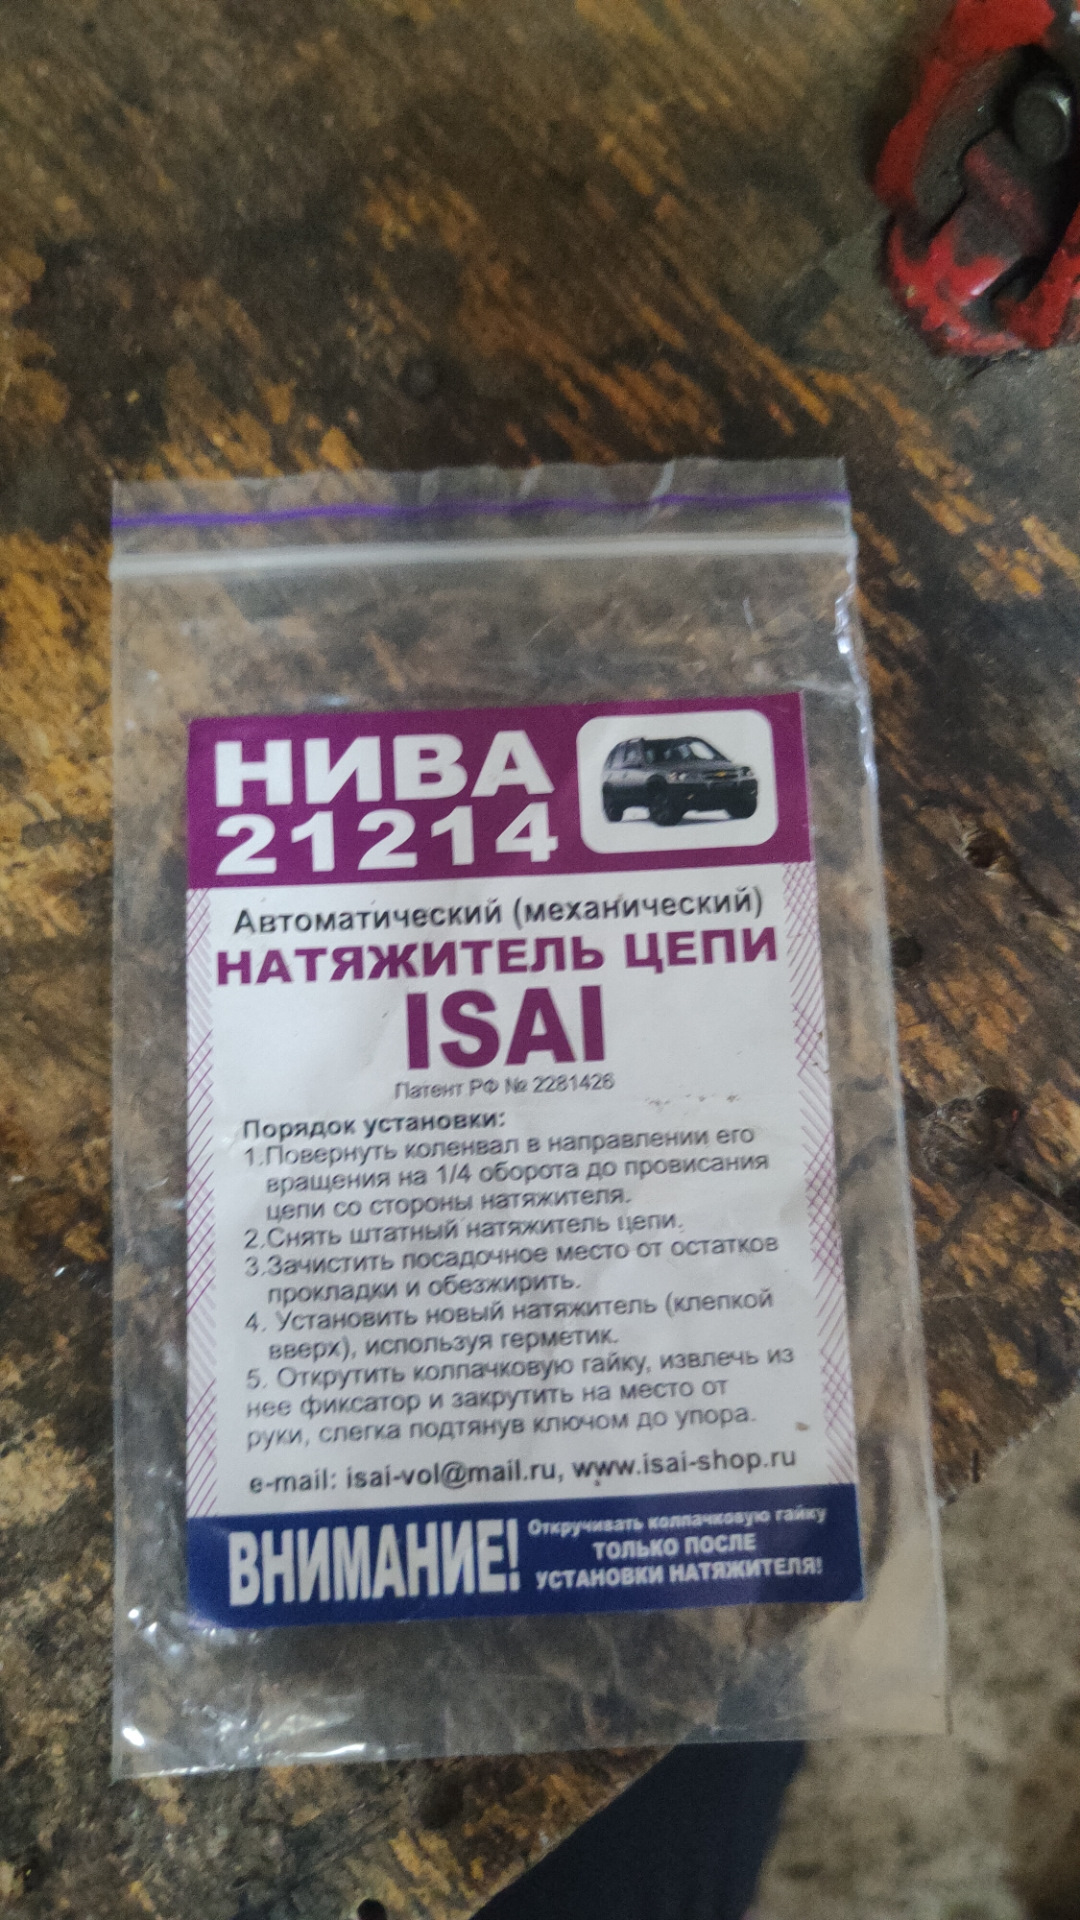 НИВА
21214
Автоматический (механический)
НАТЯЖИТЕЛЬ ЦЕПИ
ISAI
Патент РФ № 2281426
Порядок установки:
1.Повернуть коленвал в направлении его
вращения на 1/4 оборота до провисания
цепи со стороны натяжителя.
2.Снять штатный натяжитель цепи.
3.Зачистить посадочное место от остатков
прокладки и обезжирить.
4. Установить новый натяжитель (клепкой
вверх), используя герметик.
5. Открутить колпачковую гайку, извлечь из
нее фиксатор и закрутить на место от
руки, слегка подтянув ключом до упора.
e-mail: isai-vol@mail.ru, www.isai-shop.ru
ВНИМАНИЕ!
Откручивать колпачковую гайку
ТОЛЬКО ПОСЛЕ
УСТАНОВКИ НАТЯЖИТЕЛЯ!